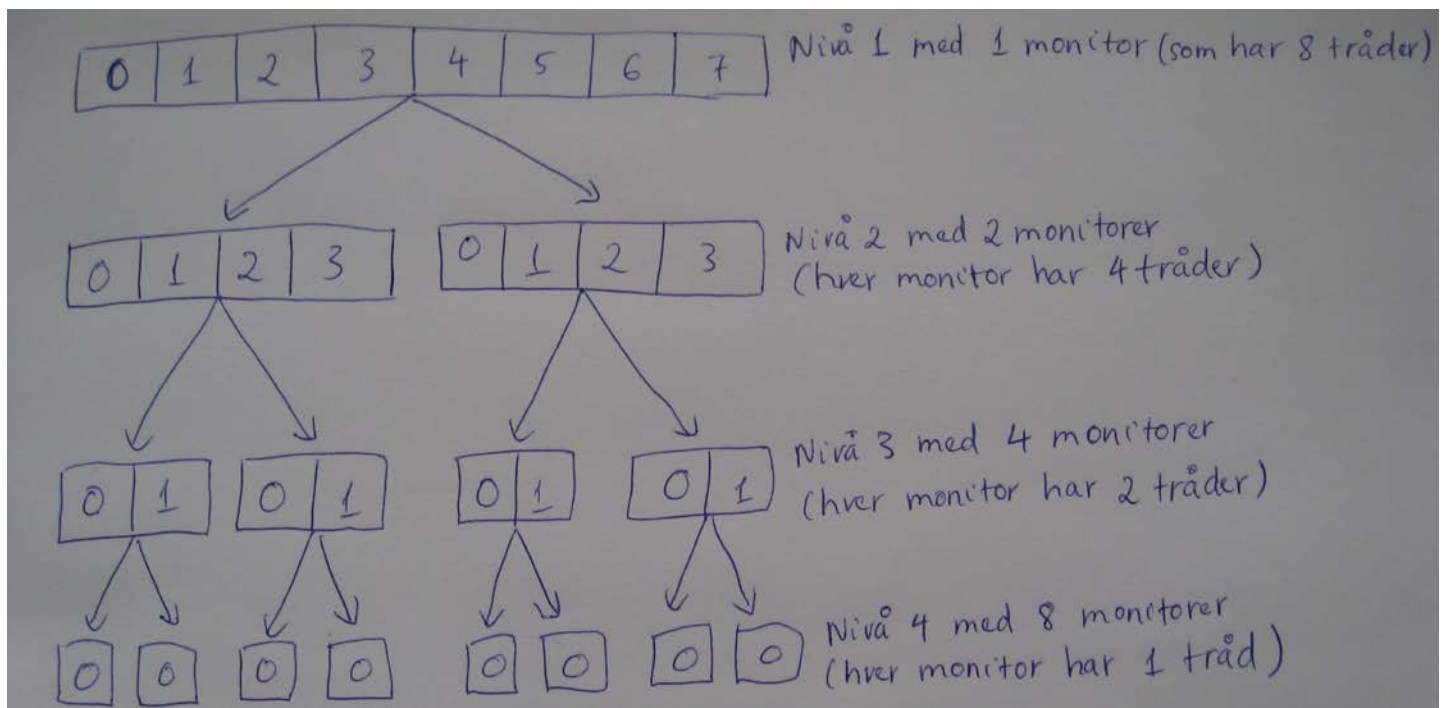 0 1 2 3 4 5 6 7 Nivå 1 med 1 monitor (som har 8 tråder)
0 1 2 3 0 1 2 3 Nivå 2 med 2 monitorer
(hver monitor har 4 tråder)
0 1 0 1 0 1 0 1 Nivå 3 med 4 monitorer
(hver monitor har 2 tråder)
0 0 0 0 0 0 0 0 Nivå 4 med 8 monitorer
(hver monitor har 1 tråd)